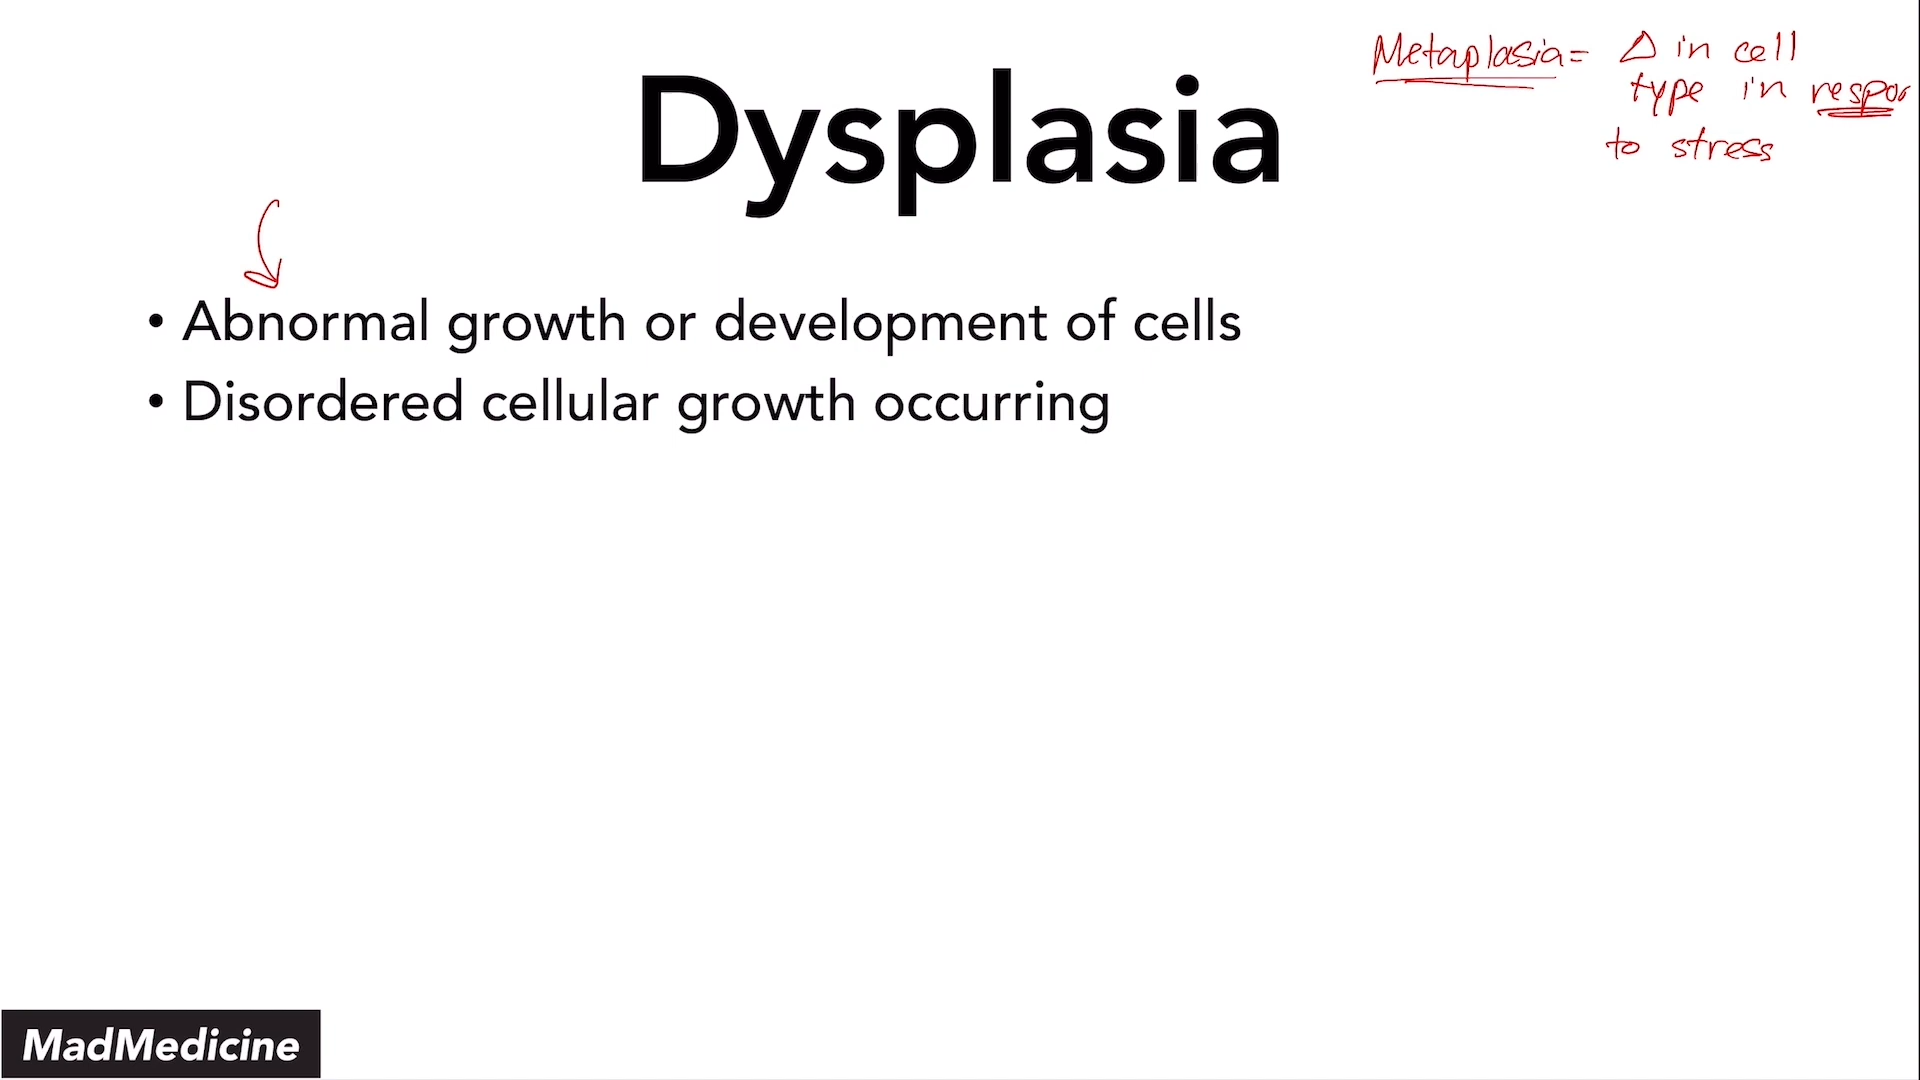 Metaplasia = Δ in cell
type in respon
to stress
Dysplasia
• Abnormal growth or development of cells
• Disordered cellular growth occurring
MadMedicine